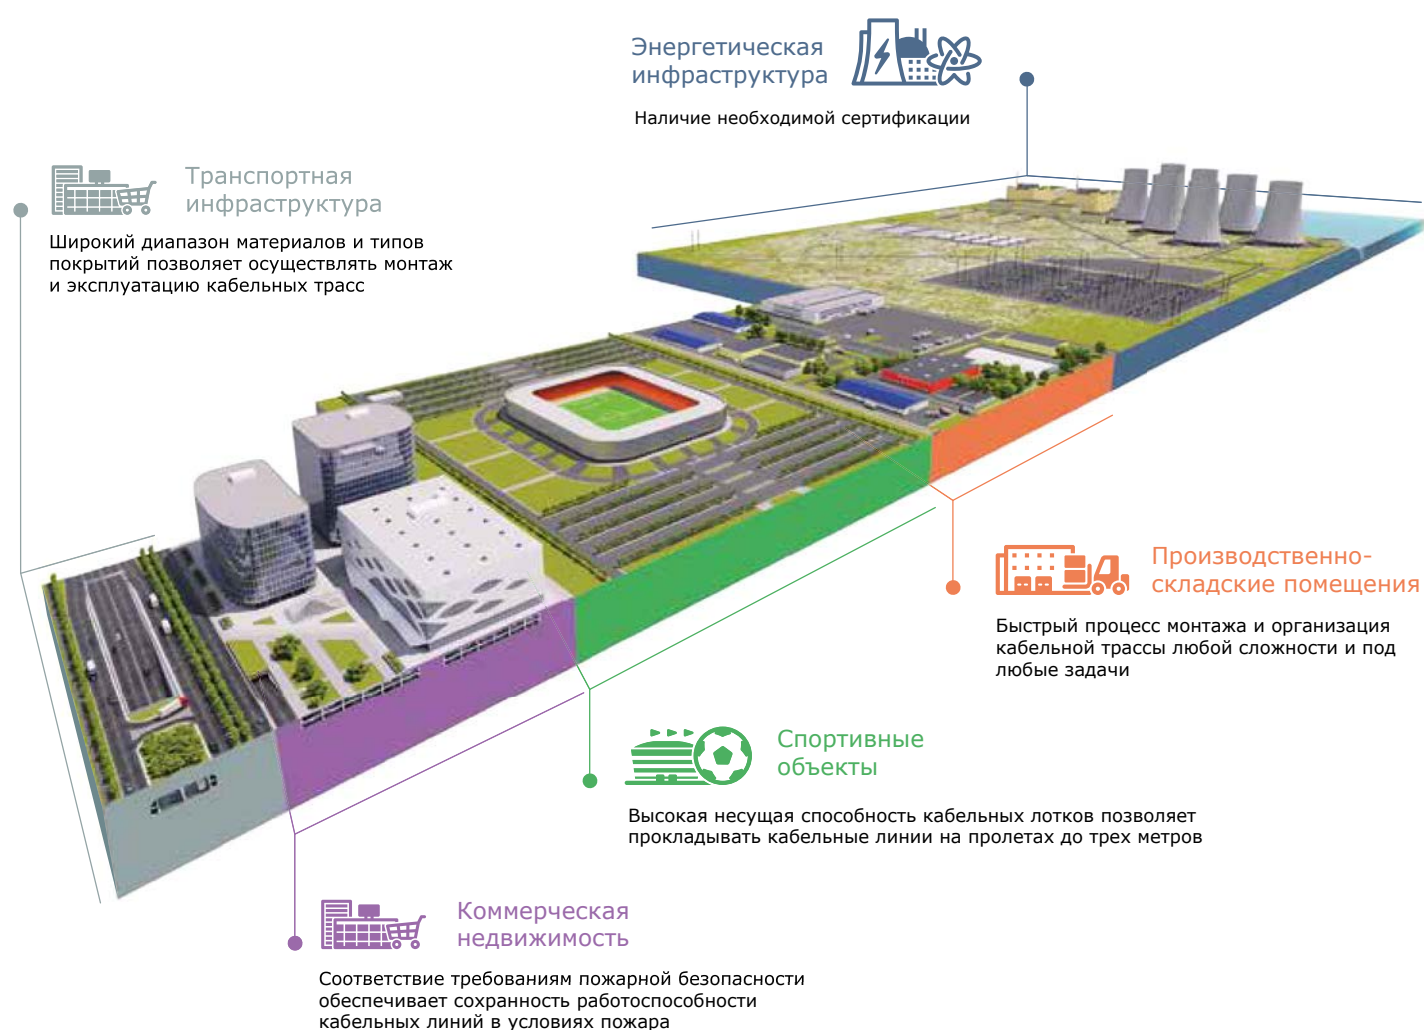 Энергетическая
инфраструктура
Наличие необходимой сертификации
Транспортная
инфраструктура
Широкий диапазон материалов и типов
покрытий позволяет осуществлять монтаж
и эксплуатацию кабельных трасс
Производственно-
складские помещения
Быстрый процесс монтажа и организация
кабельной трассы любой сложности и под
любые задачи
Спортивные
объекты
Высокая несущая способность кабельных лотков позволяет
прокладывать кабельные линии на пролетах до трех метров
Коммерческая
недвижимость
Соответствие требованиям пожарной безопасности
обеспечивает сохранность работоспособности
кабельных линий в условиях пожара